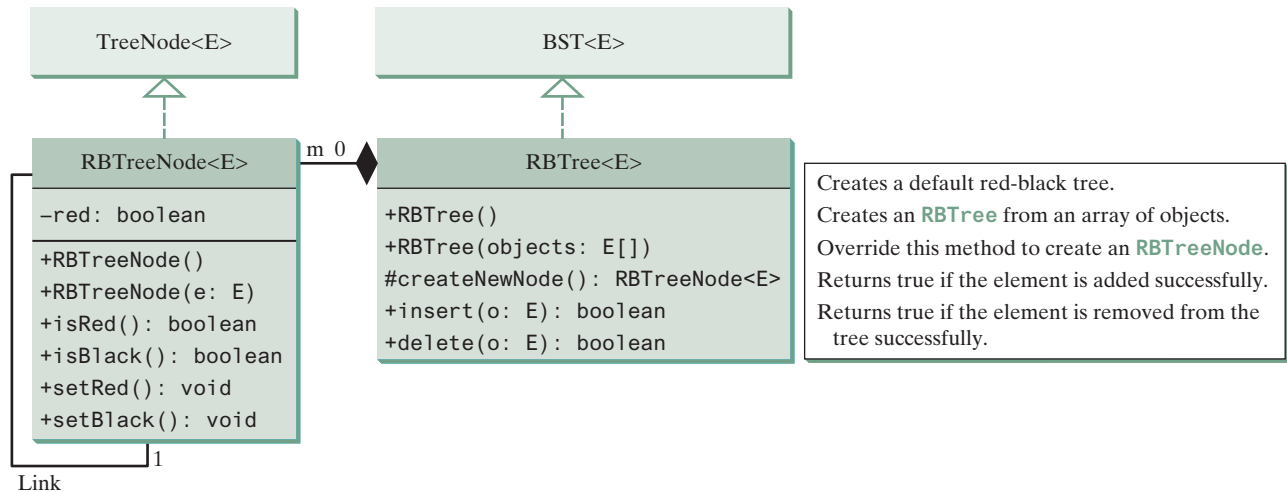 TreeNode<E>
BST<E>
RBTreeNode<E>
–red: boolean
+RBTreeNode()
+RBTreeNode(e: E)
+isRed(): boolean
+isBlack(): boolean
+setRed(): void
+setBlack(): void
1
Link
m 0
RBTree<E>
+RBTree()
+RBTree(objects: E[])
#createNewNode(): RBTreeNode<E>
+insert(o: E): boolean
+delete(o: E): boolean
Creates a default red-black tree.
Creates an RBTree from an array of objects.
Override this method to create an RBTreeNode.
Returns true if the element is added successfully.
Returns true if the element is removed from the
tree successfully.